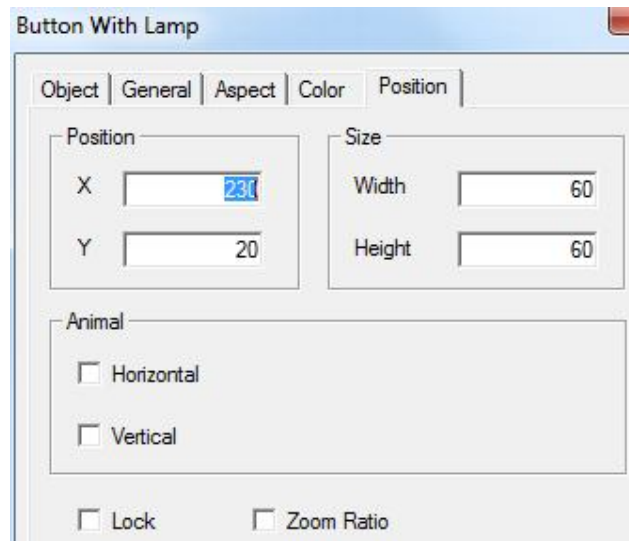 Button With Lamp
Object General Aspect Color Position
Position
X 230
Y 20
Size
Width 60
Height 60
Animal
Horizontal
Vertical
Lock Zoom Ratio